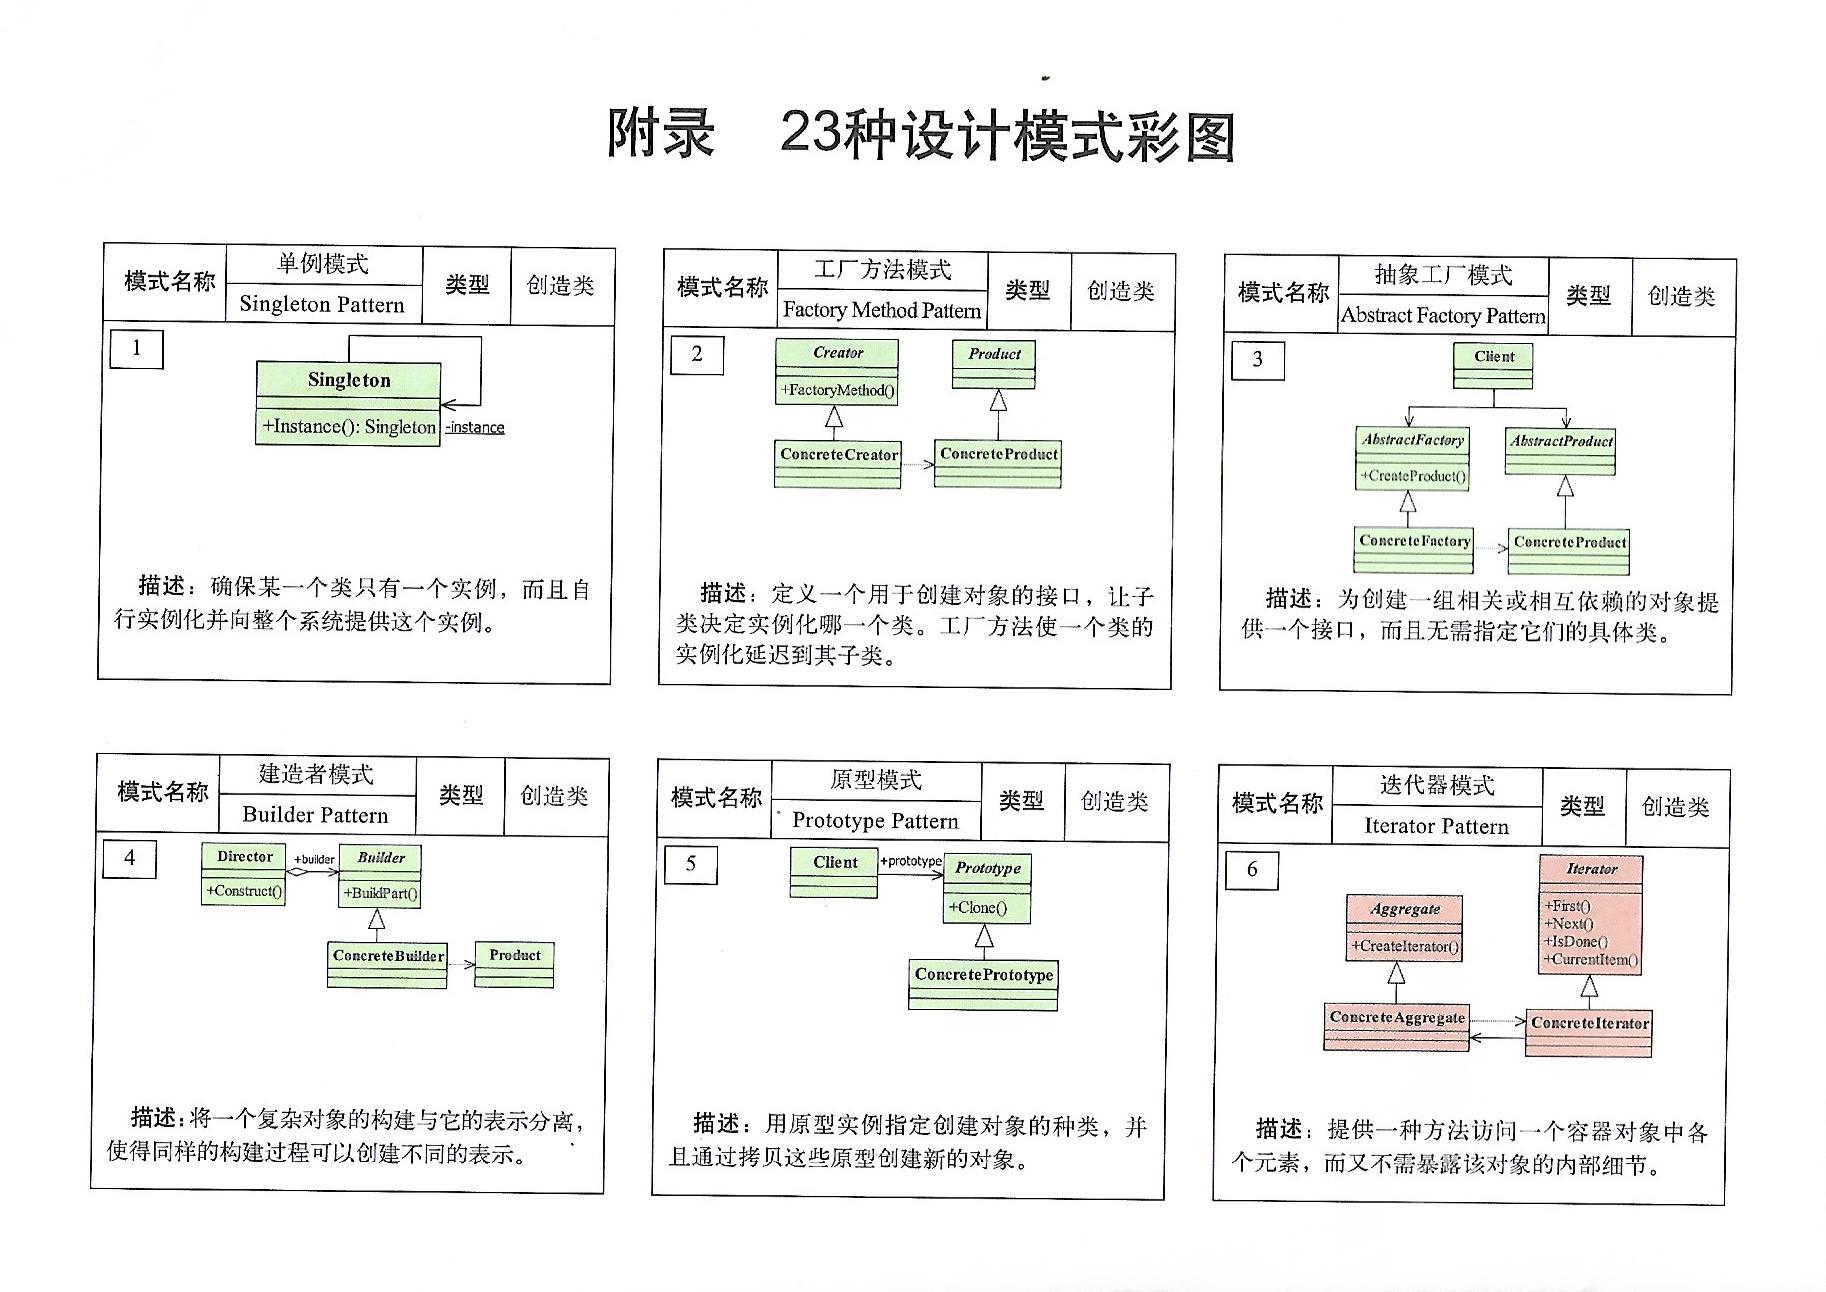 附录 23种设计模式彩图
模式名称
单例模式
Singleton Pattern
类型
创造类
1
Singleton
+Instance(): Singleton
-instance
描述：确保某一个类只有一个实例，而且自
行实例化并向整个系统提供这个实例。
模式名称
工厂方法模式
Factory Method Pattern
类型
创造类
2
Creator
+FactoryMethod()
Product
ConcreteCreator
ConcreteProduct
描述：定义一个用于创建对象的接口，让子
类决定实例化哪一个类。工厂方法使一个类的
实例化延迟到其子类。
模式名称
抽象工厂模式
Abstract Factory Pattern
类型
创造类
3
Client
AbstractFactory
+CreateProduct()
AbstractProduct
ConcreteFactory
ConcreteProduct
描述：为创建一组相关或相互依赖的对象提
供一个接口，而且无需指定它们的具体类。
模式名称
建造者模式
Builder Pattern
类型
创造类
4
Director
+Construct()
+builder
Builder
+BuildPart()
ConcreteBuilder
Product
描述：将一个复杂对象的构建与它的表示分离，
使得同样的构建过程可以创建不同的表示。
模式名称
原型模式
Prototype Pattern
类型
创造类
5
Client
+prototype
Prototype
+Clone()
ConcretePrototype
描述：用原型实例指定创建对象的种类，并
且通过拷贝这些原型创建新的对象。
模式名称
迭代器模式
Iterator Pattern
类型
创造类
6
Aggregate
+CreateIterator()
Iterator
+First()
+Next()
+IsDone()
+CurrentItem()
ConcreteAggregate
ConcreteIterator
描述：提供一种方法访问一个容器对象中各
个元素，而又不需暴露该对象的内部细节。